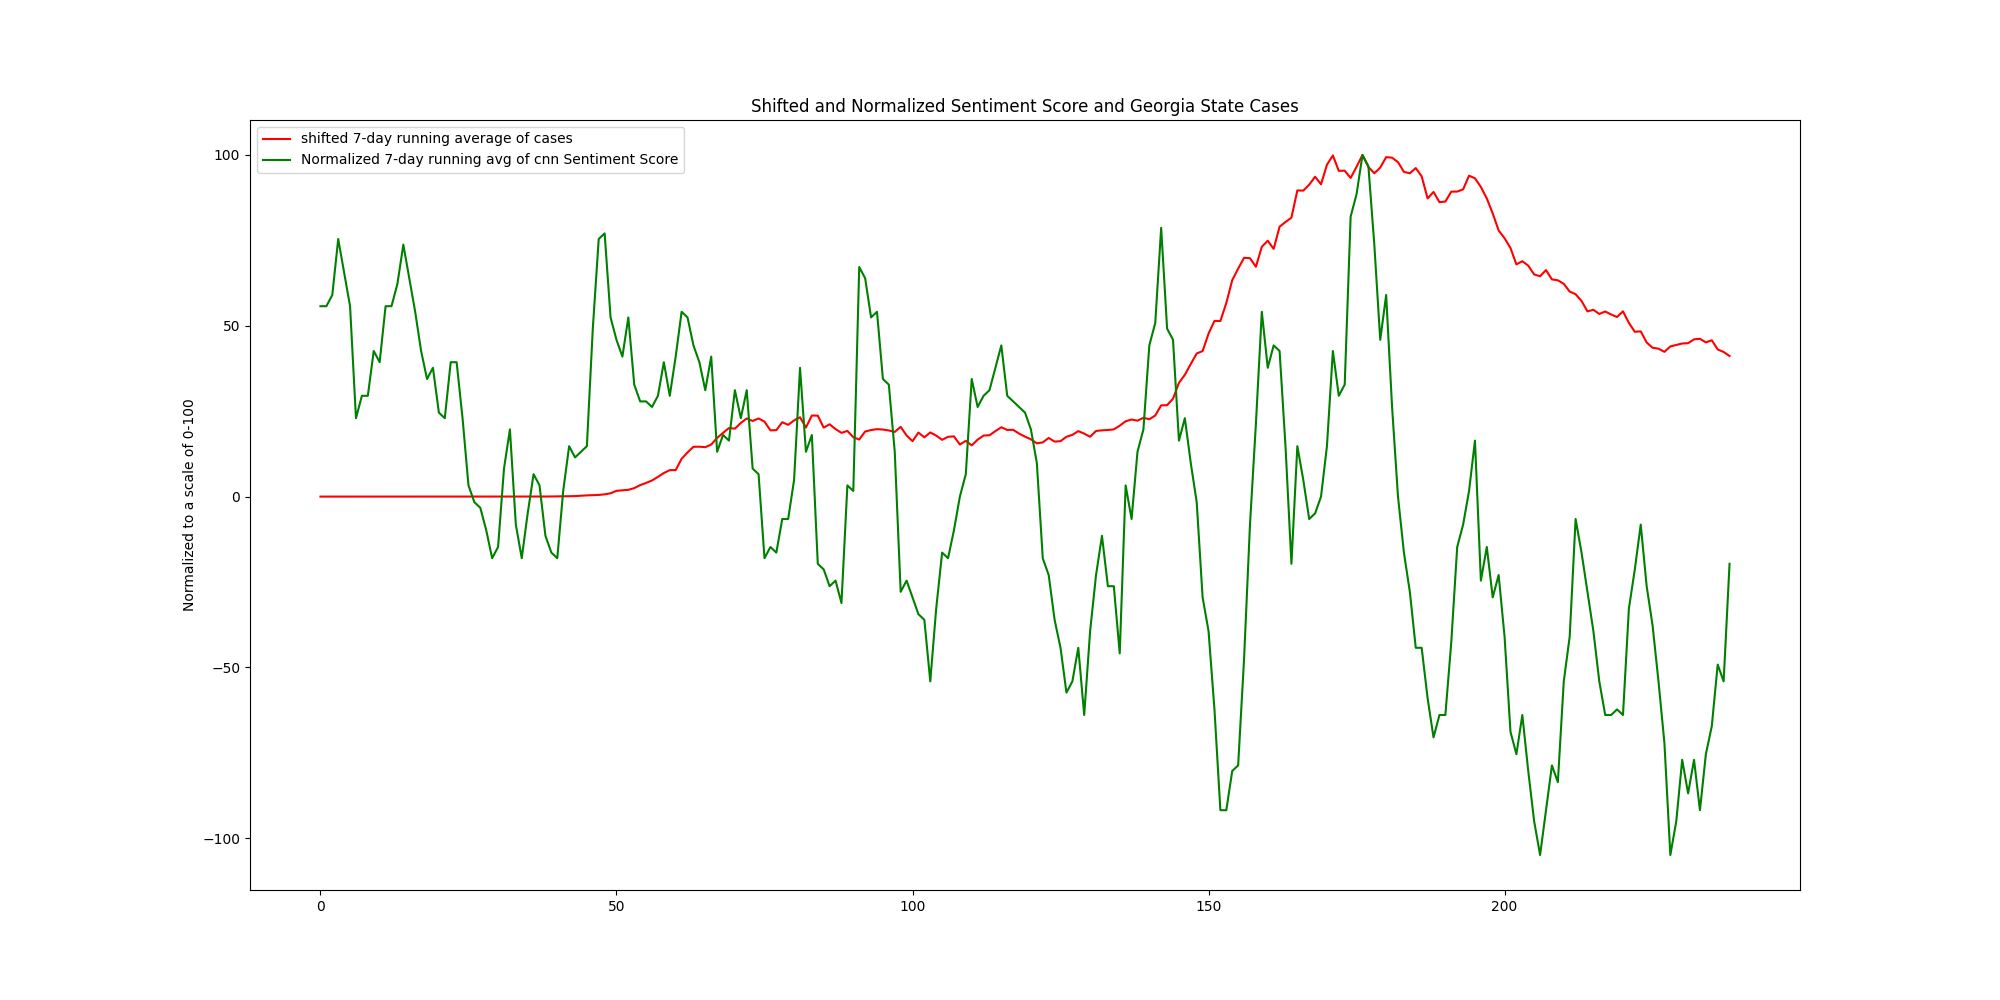 Shifted and Normalized Sentiment Score and Georgia State Cases
shifted 7-day running average of cases
Normalized 7-day running avg of cnn Sentiment Score
Normalized to a scale of 0-100
100
50
0
−50
−100
0
50
100
150
200